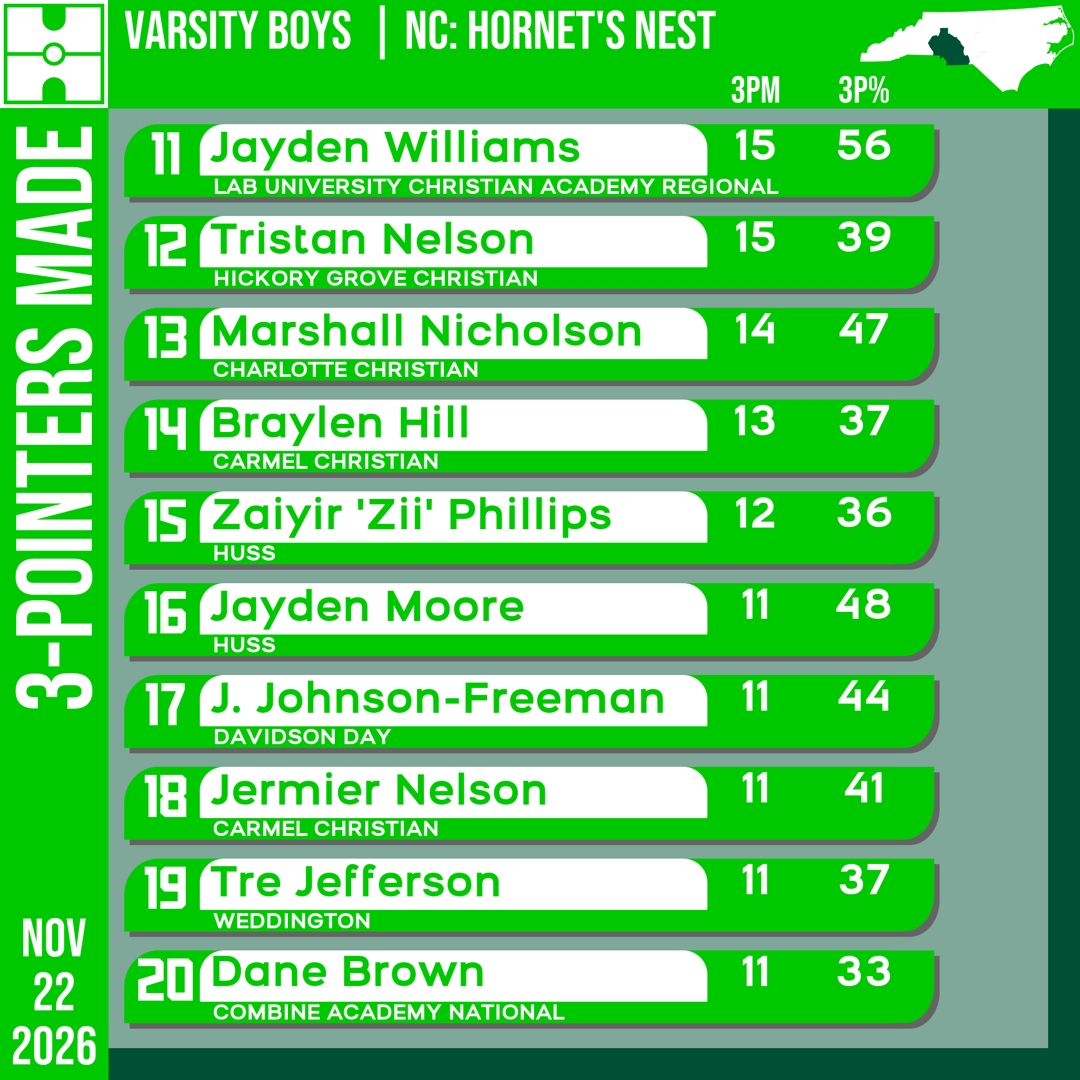 VARSITY BOYS | NC: HORNET'S NEST
3PM 3P%
3-POINTERS MADE
11 Jayden Williams 15 56
LAB UNIVERSITY CHRISTIAN ACADEMY REGIONAL
12 Tristan Nelson 15 39
HICKORY GROVE CHRISTIAN
13 Marshall Nicholson 14 47
CHARLOTTE CHRISTIAN
14 Braylen Hill 13 37
CARMEL CHRISTIAN
15 Zaiyir 'Zii' Phillips 12 36
HUSS
16 Jayden Moore 11 48
HUSS
17 J. Johnson-Freeman 11 44
DAVIDSON DAY
18 Jermier Nelson 11 41
CARMEL CHRISTIAN
19 Tre Jefferson 11 37
WEDDINGTON
20 Dane Brown 11 33
COMBINE ACADEMY NATIONAL
NOV
22
2026